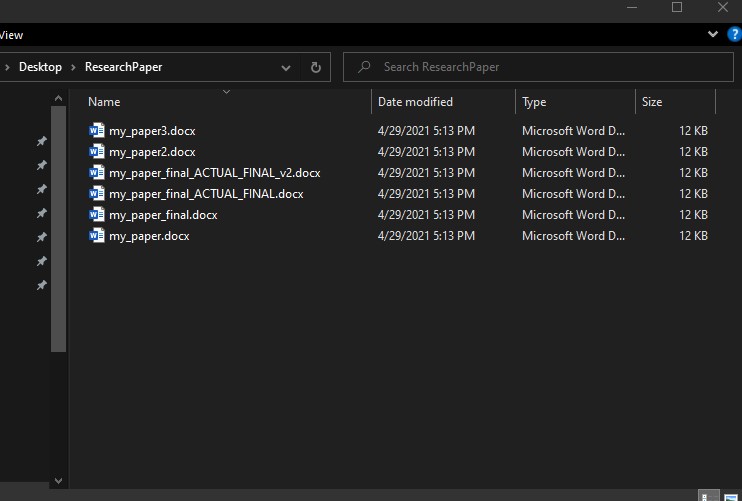 View
Desktop ResearchPaper Search ResearchPaper
Name Date modified Type Size
my_paper3.docx 4/29/2021 5:13 PM Microsoft Word D... 12 KB
my_paper2.docx 4/29/2021 5:13 PM Microsoft Word D... 12 KB
my_paper_final_ACTUAL_FINAL_v2.docx 4/29/2021 5:13 PM Microsoft Word D... 12 KB
my_paper_final_ACTUAL_FINAL.docx 4/29/2021 5:13 PM Microsoft Word D... 12 KB
my_paper_final.docx 4/29/2021 5:13 PM Microsoft Word D... 12 KB
my_paper.docx 4/29/2021 5:13 PM Microsoft Word D... 12 KB